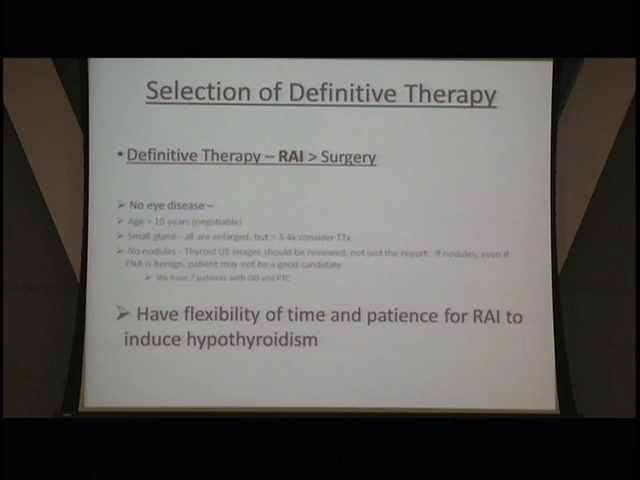 Selection of Definitive Therapy
• Definitive Therapy – RAI > Surgery
➢ No eye disease –
➢ Age > 10 years (negotiable)
➢ Small gland - all are enlarged, but > 3-4x consider TTx
➢ No nodules - Thyroid US images should be reviewed, not just the report. If nodules, even if
FNA is benign, patient may not be a good candidate
➢ We have 7 patients with GD and PTC
➢ Have flexibility of time and patience for RAI to
induce hypothyroidism